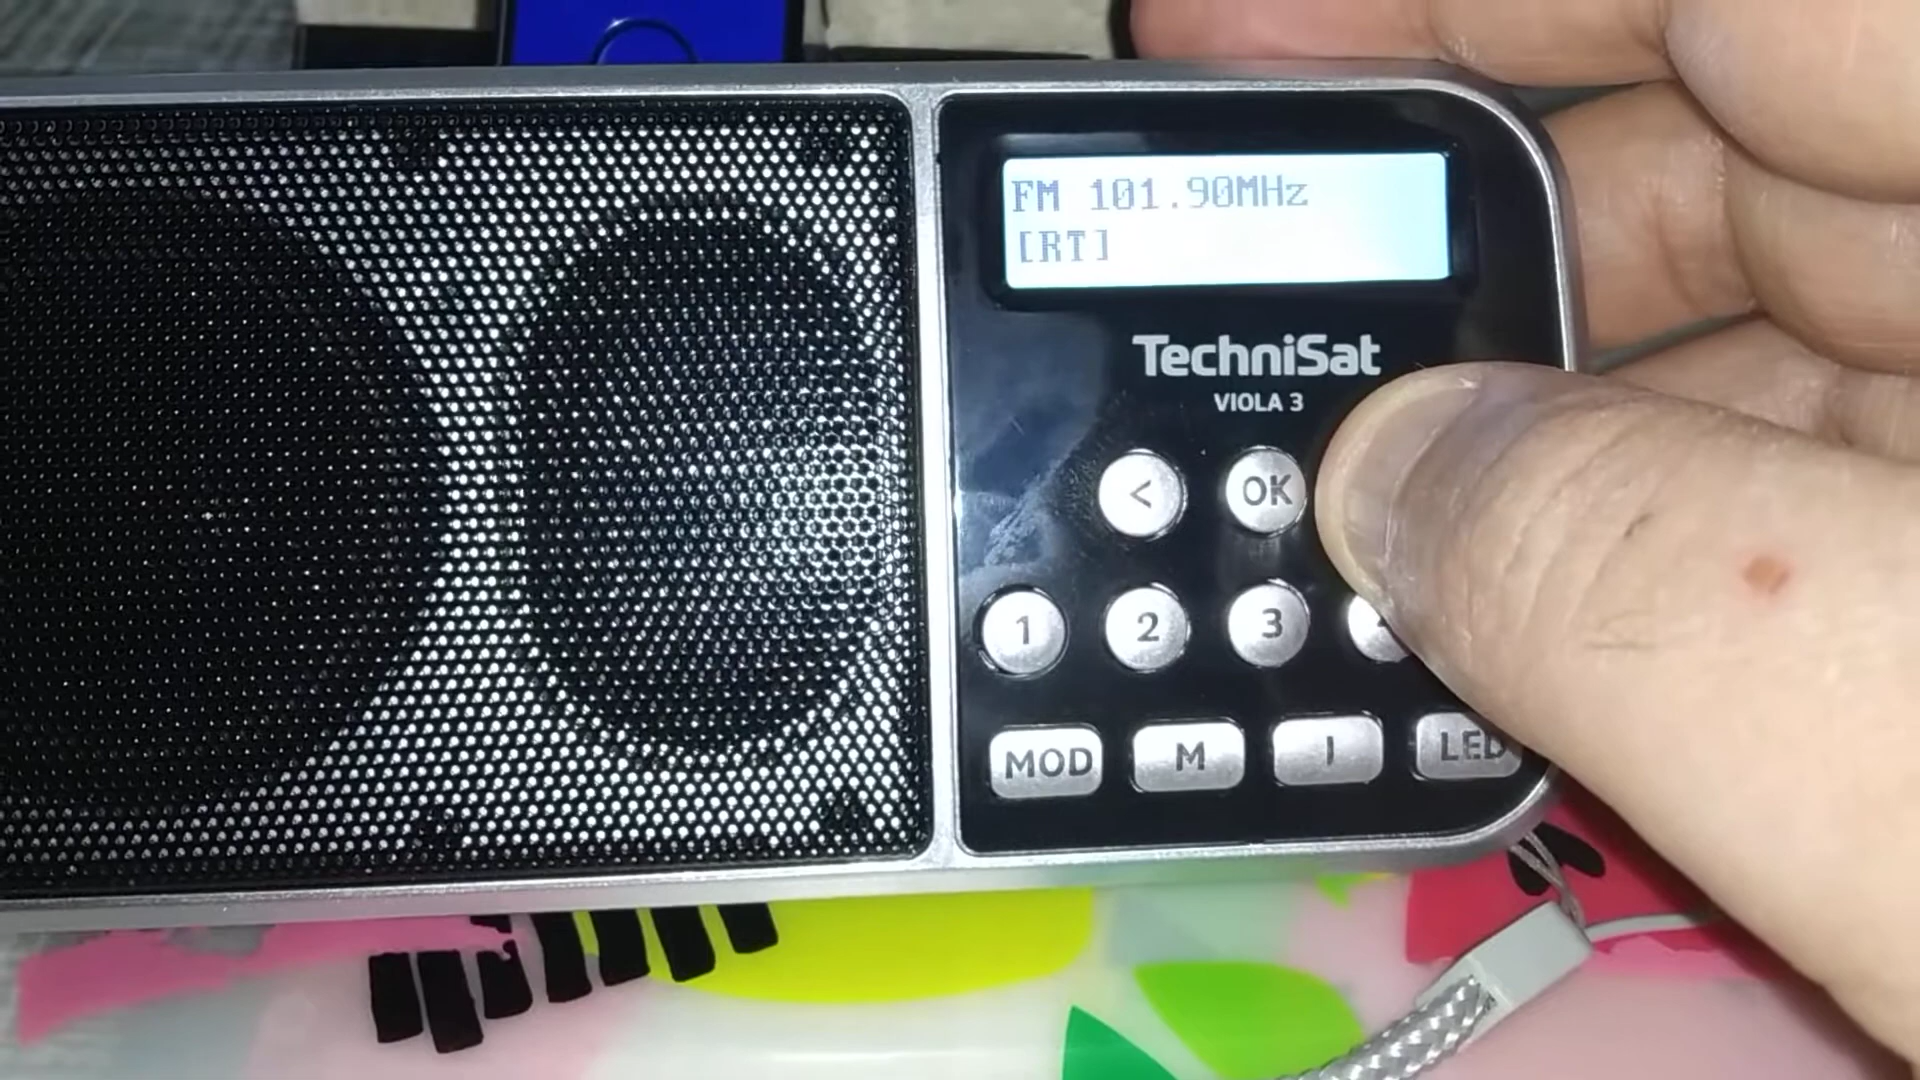 FM 101.90MHz
[RT]
TechniSat
VIOLA 3
< OK
1 2 3
MOD M I LED